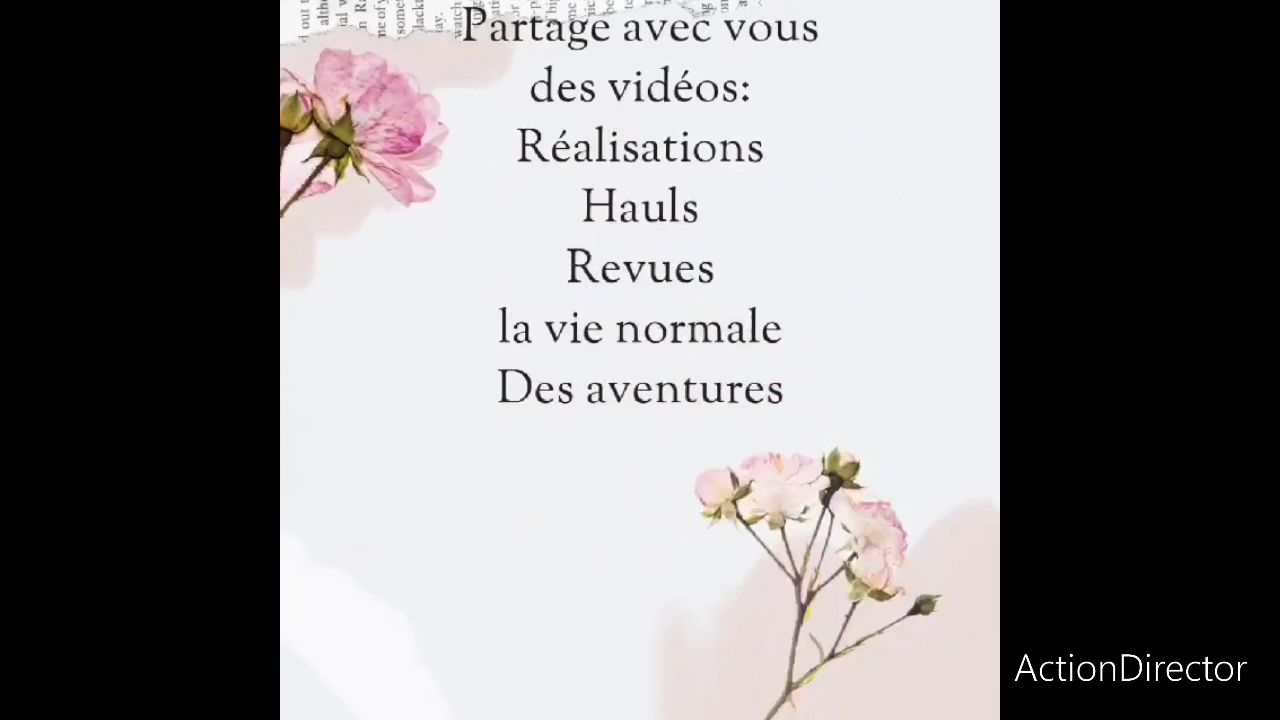 Partage avec vous
des vidéos:
Réalisations
Hauls
Revues
la vie normale
Des aventures
ActionDirector